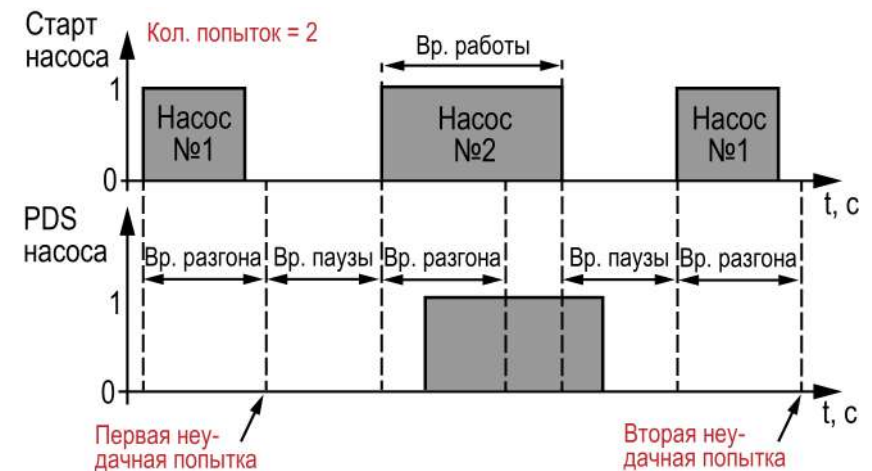 Старт
насоса
Кол. попыток = 2
Вр. работы
1
Насос
№1
Насос
№2
Насос
№1
0
t, с
PDS
насоса
Вр. разгона
Вр. паузы
Вр. разгона
Вр. паузы
Вр. разгона
1
0
t, с
Первая неу-
дачная попытка
Вторая неу-
дачная попытка